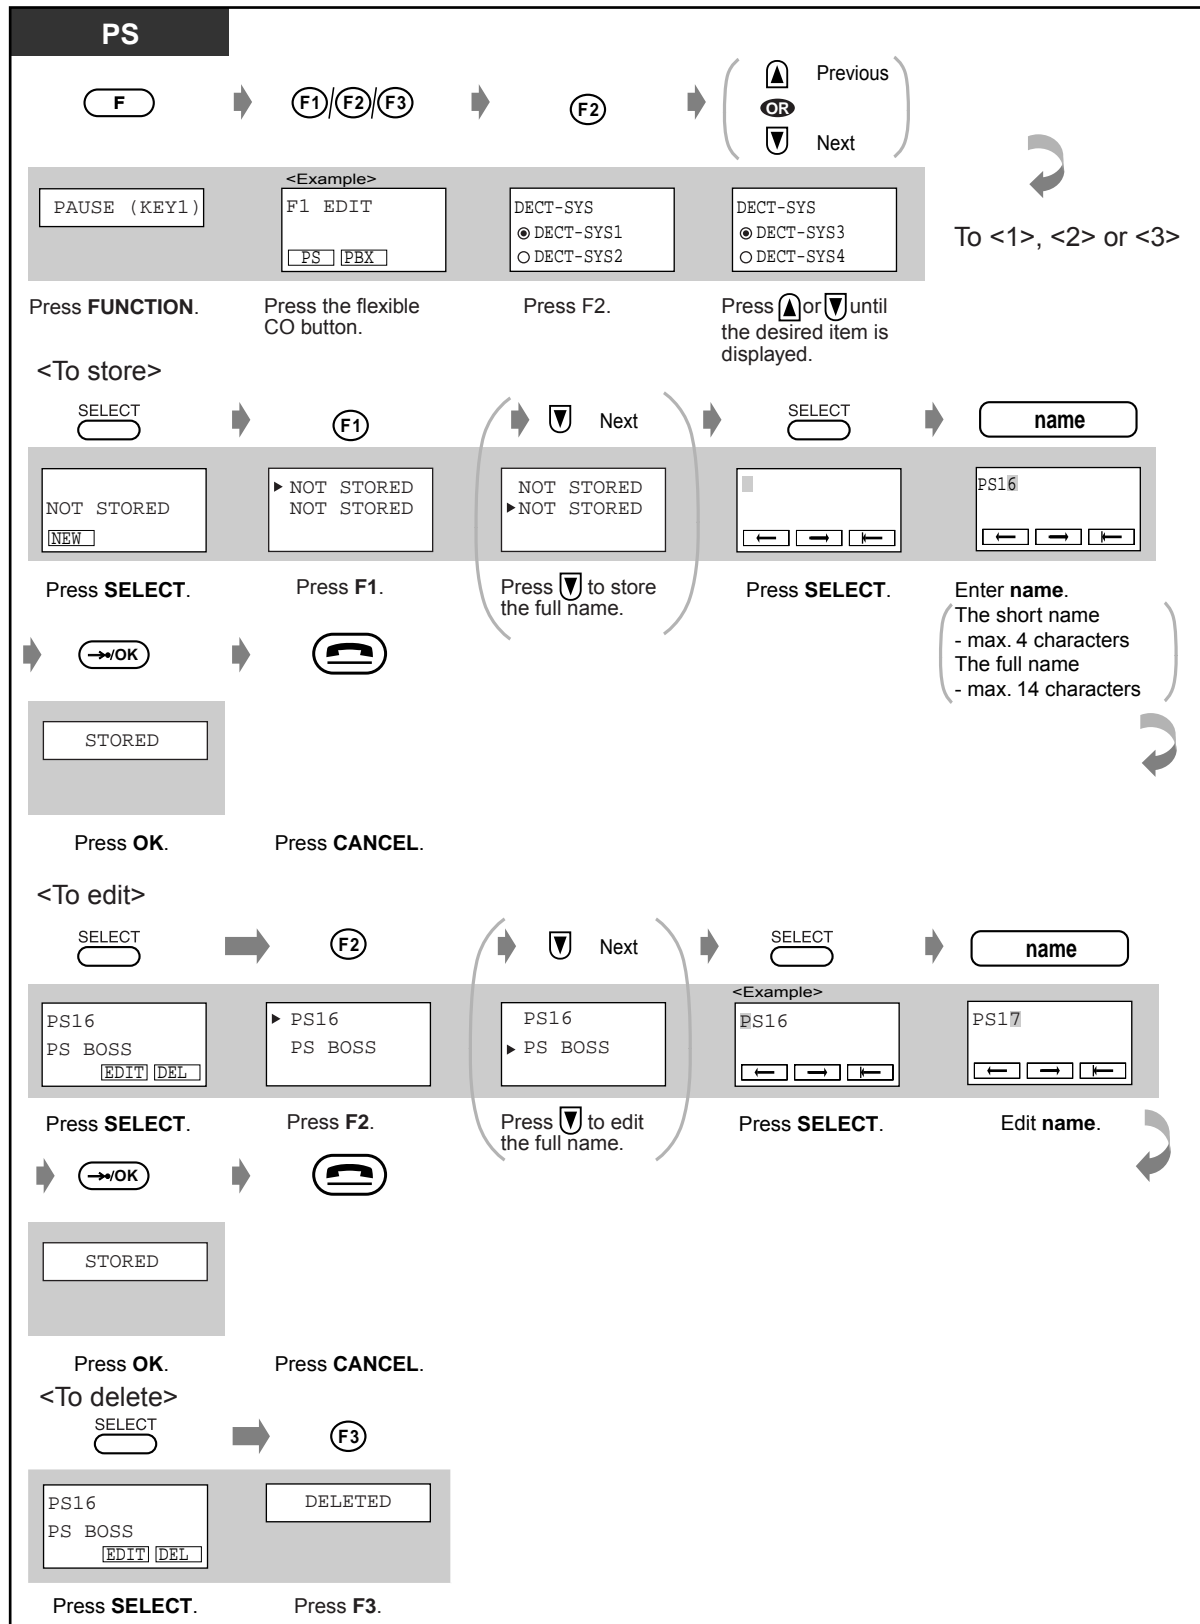 PS
F
F1/F2/F3
F2
Previous
OR
Next
<Example>
PAUSE (KEY1)
F1 EDIT
PS PBX
DECT-SYS
DECT-SYS1
DECT-SYS2
DECT-SYS
DECT-SYS3
DECT-SYS4
To <1>, <2> or <3>
Press FUNCTION.
Press the flexible
CO button.
Press F2.
Press or until
the desired item is
displayed.
<To store>
SELECT
F1
Next
SELECT
name
NOT STORED
NEW
NOT STORED
NOT STORED
NOT STORED
NOT STORED
PS16
Press SELECT.
Press F1.
Press to store
the full name.
Press SELECT.
Enter name.
The short name
- max. 4 characters
The full name
- max. 14 characters
/OK
STORED
Press OK.
Press CANCEL.
<To edit>
SELECT
F2
Next
SELECT
name
PS16
PS BOSS
EDIT DEL
PS16
PS BOSS
PS16
PS BOSS
<Example>
PS16
PS17
Press SELECT.
Press F2.
Press to edit
the full name.
Press SELECT.
Edit name.
/OK
STORED
Press OK.
Press CANCEL.
<To delete>
SELECT
F3
PS16
PS BOSS
EDIT DEL
DELETED
Press SELECT.
Press F3.